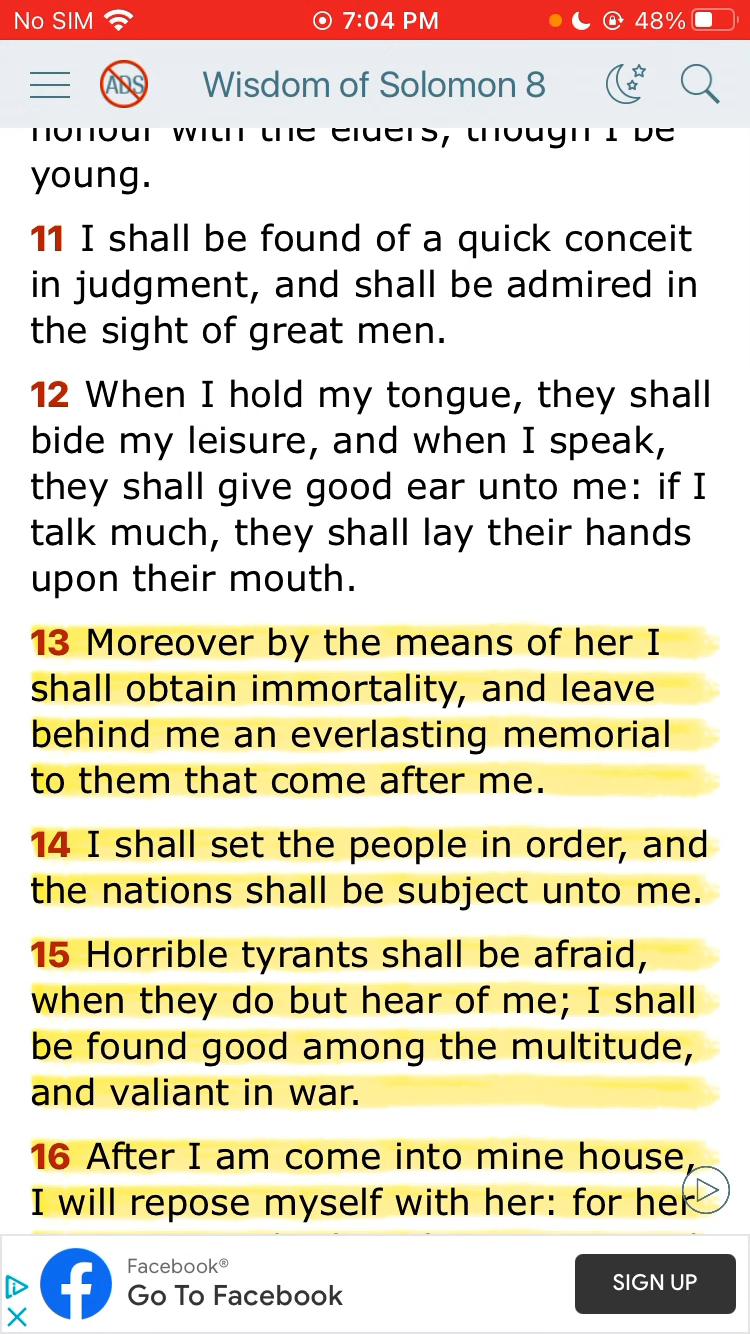 No SIM 7:04 PM 48%
ADS Wisdom of Solomon 8
honour with the elders, though I be
young.
11 I shall be found of a quick conceit
in judgment, and shall be admired in
the sight of great men.
12 When I hold my tongue, they shall
bide my leisure, and when I speak,
they shall give good ear unto me: if I
talk much, they shall lay their hands
upon their mouth.
13 Moreover by the means of her I
shall obtain immortality, and leave
behind me an everlasting memorial
to them that come after me.
14 I shall set the people in order, and
the nations shall be subject unto me.
15 Horrible tyrants shall be afraid,
when they do but hear of me; I shall
be found good among the multitude,
and valiant in war.
16 After I am come into mine house,
I will repose myself with her: for her
Facebook®
Go To Facebook
SIGN UP